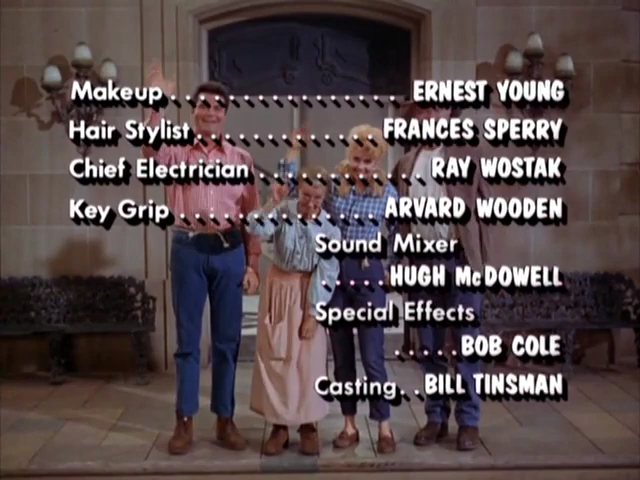 Makeup................ERNEST YOUNG
Hair Stylist.............FRANCES SPERRY
Chief Electrician...........RAY WOSTAK
Key Grip.............ARVARD WOODEN
Sound Mixer
.....HUGH McDOWELL
Special Effects
.....BOB COLE
Casting..BILL TINSMAN